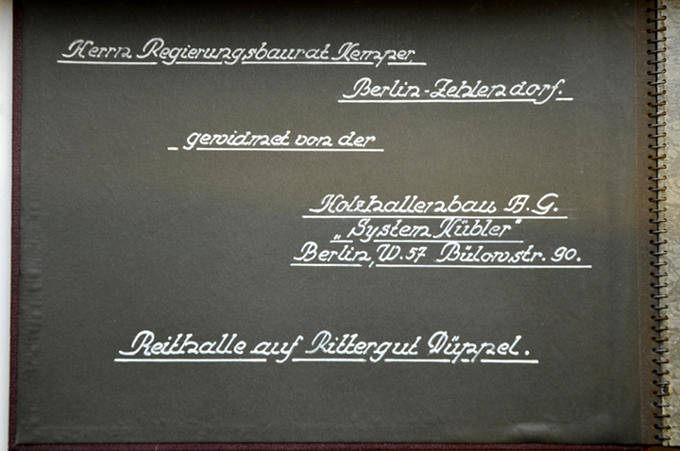 Herrn Regierungsbaurat Kemper,
Berlin-Zehlendorf.
gewidmet von der
Holzhallenbau A.G.
„System Kübler"
Berlin, W.57 Bülowstr. 90.
Reithalle auf Rittergut Düppel.